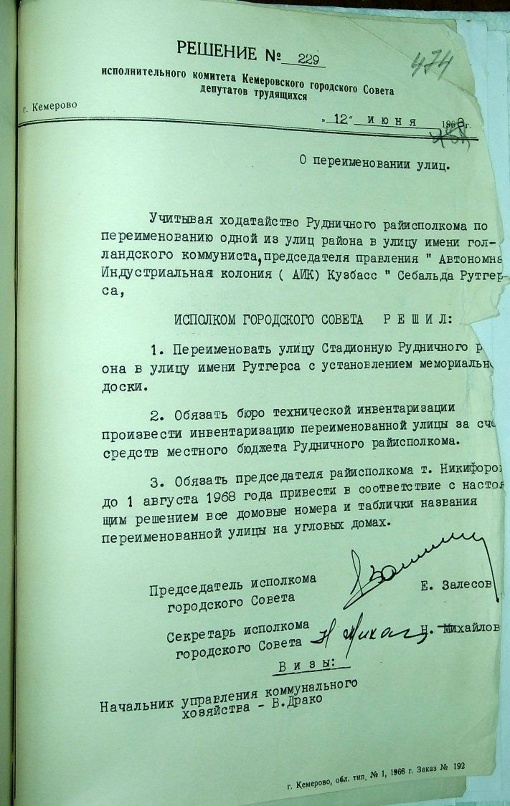 РЕШЕНИЕ № 229
474
исполнительного комитета Кемеровского городского Совета
депутатов трудящихся
г. Кемерово
"12" июня 1968 г.
О переименовании улиц.
Учитывая ходатайство Рудничного райисполкома по
переименованию одной из улиц района в улицу имени гол-
ландского коммуниста, председателя правления " Автономна
Индустриальная колония ( АИК) Кузбасс " Себальда Рутгер-
са,
ИСПОЛКОМ ГОРОДСКОГО СОВЕТА Р Е Ш И Л:
1. Переименовать улицу Стадионную Рудничного р
она в улицу имени Рутгерса с установлением мемориальн
доски.
2. Обязать бюро технической инвентаризации
произвести инвентаризацию переименованной улицы за сче
средств местного бюджета Рудничного райисполкома.
3. Обязать председателя райисполкома т. Никифоров
до 1 августа 1968 года привести в соответствие с настоя
щим решением все домовые номера и таблички названия
переименованной улицы на угловых домах.
Председатель исполкома
городского Совета Е. Залесов
Секретарь исполкома
городского Совета Н. Михайлов
В и з ы:
Начальник управления коммунального
хозяйства - В.Драко
г. Кемерово, обл. тип. № 1, 1966 г. Заказ № 192